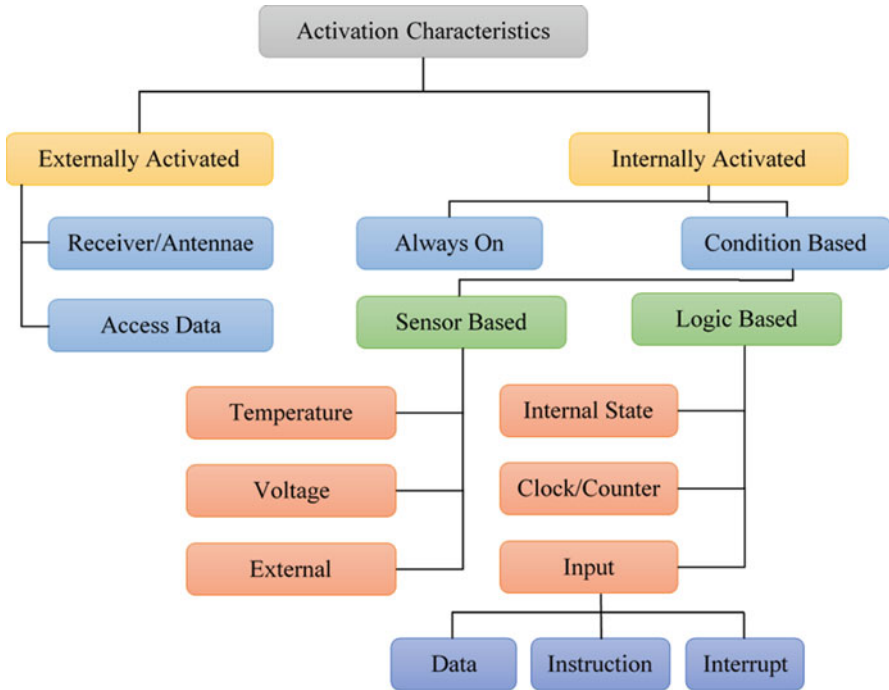 Activation Characteristics
Externally Activated
Internally Activated
Receiver/Antennae
Always On
Condition Based
Access Data
Sensor Based
Logic Based
Temperature
Internal State
Voltage
Clock/Counter
External
Input
Data
Instruction
Interrupt